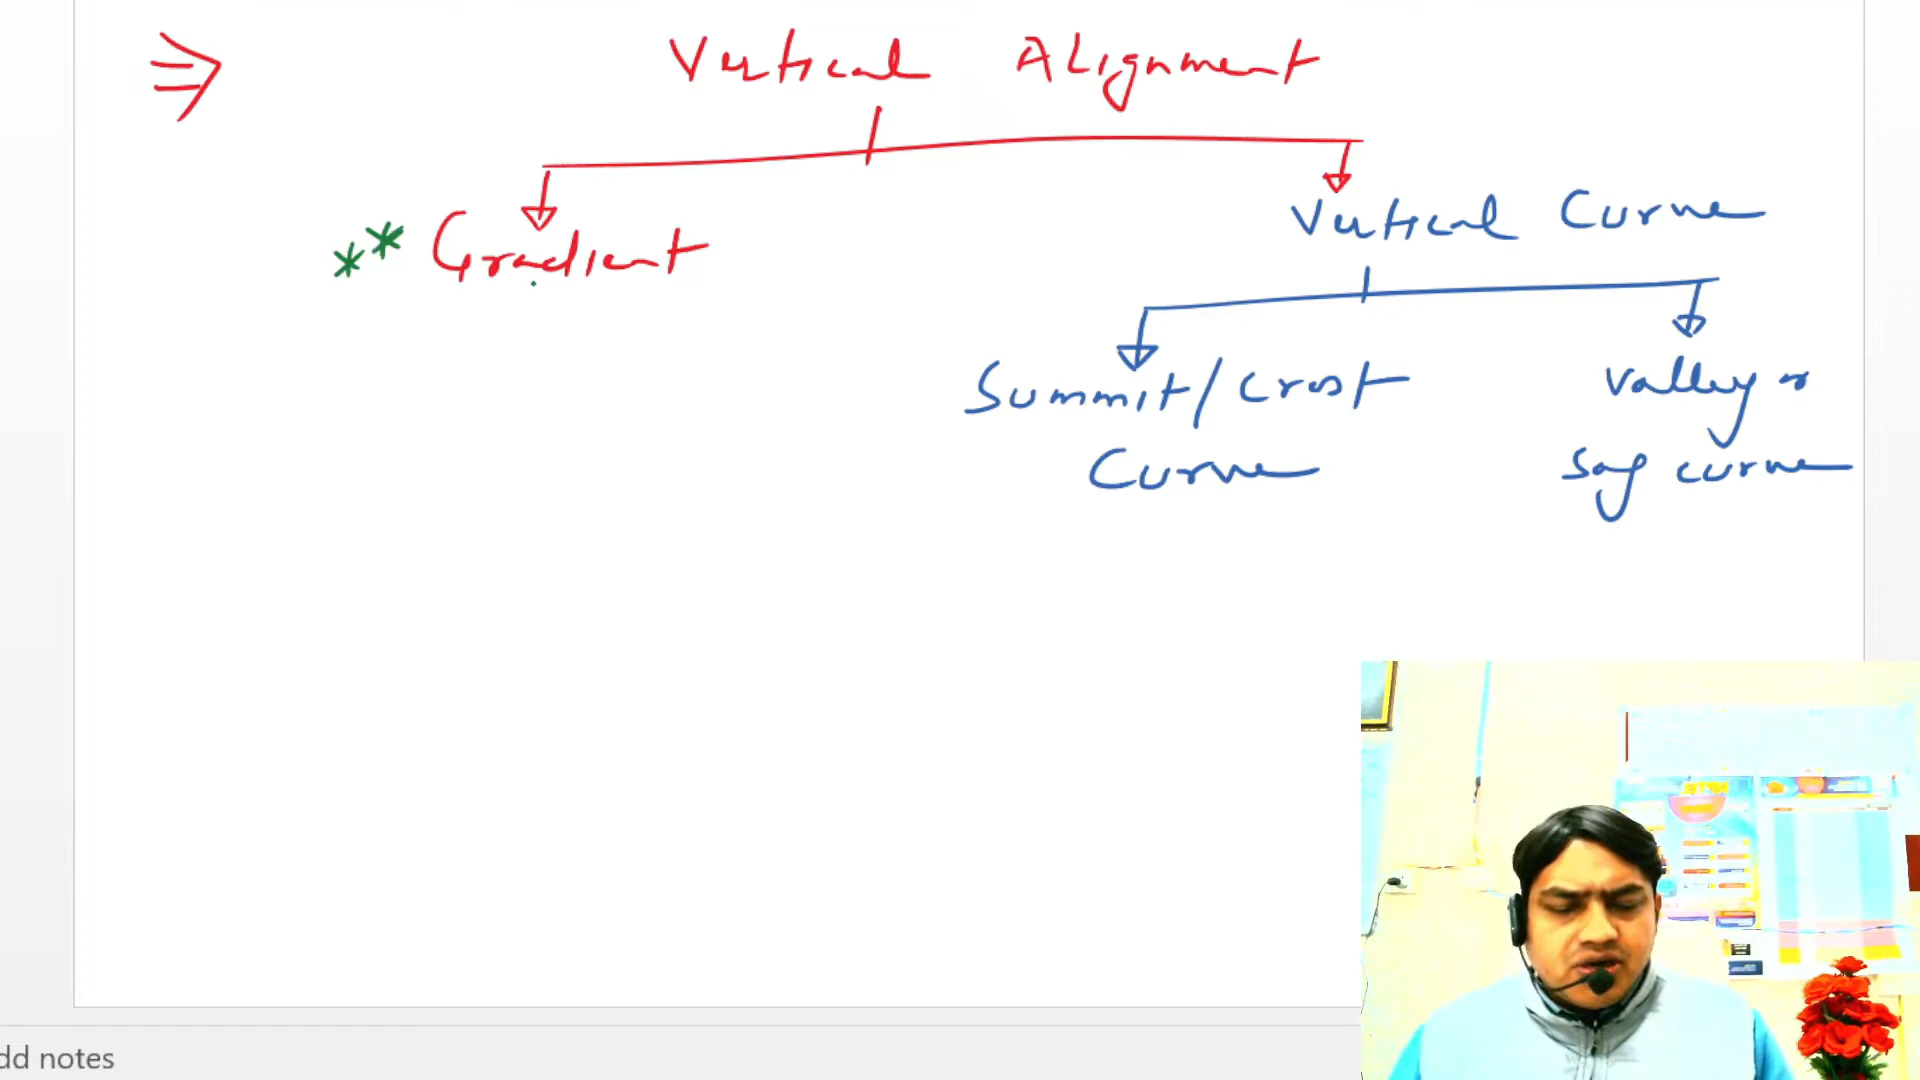 ⇒ Vertical Alignment
** Gradient
Vertical Curve
Summit/Crest
Curve
Valley or
Sag curve
dd notes